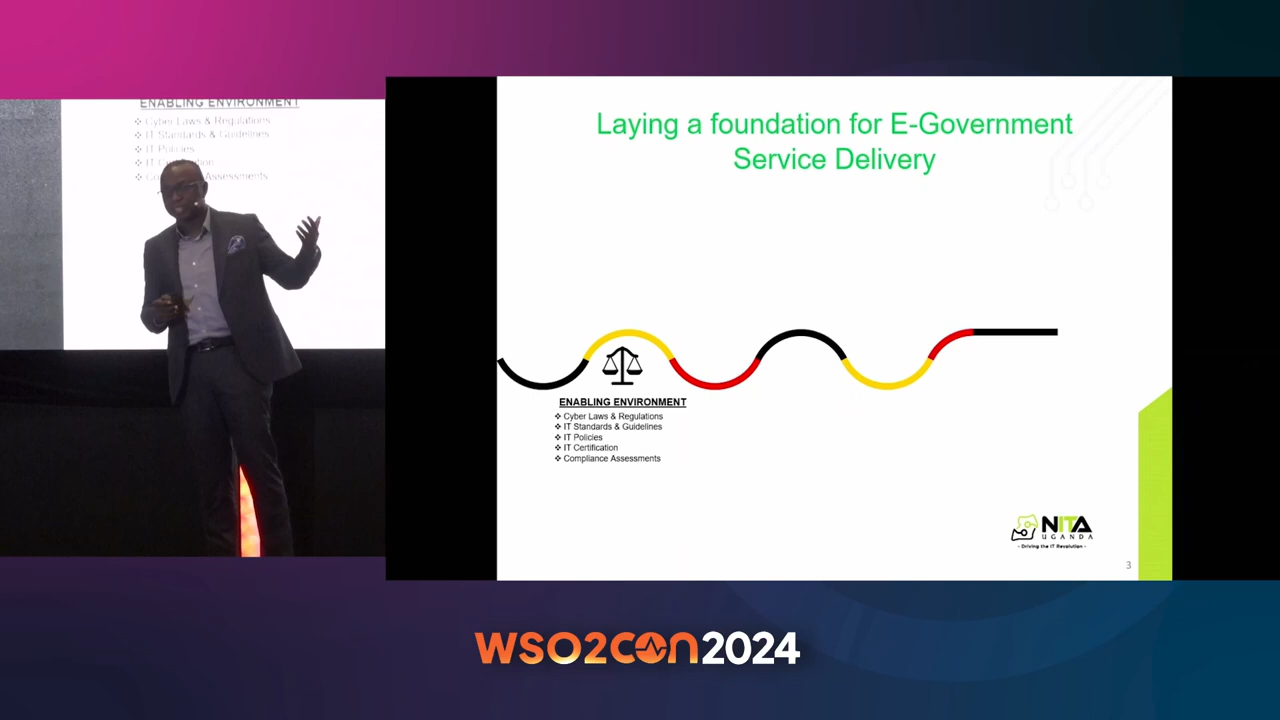 ENABLING ENVIRONMENT
❖ Cyber Laws & Regulations
❖ IT Standards & Guidelines
❖ IT Policies
❖ IT
❖ Assessments
Laying a foundation for E-Government
Service Delivery
ENABLING ENVIRONMENT
❖ Cyber Laws & Regulations
❖ IT Standards & Guidelines
❖ IT Policies
❖ IT Certification
❖ Compliance Assessments
NITA
UGANDA
- Driving the IT Revolution -
3
WSO2CON2024